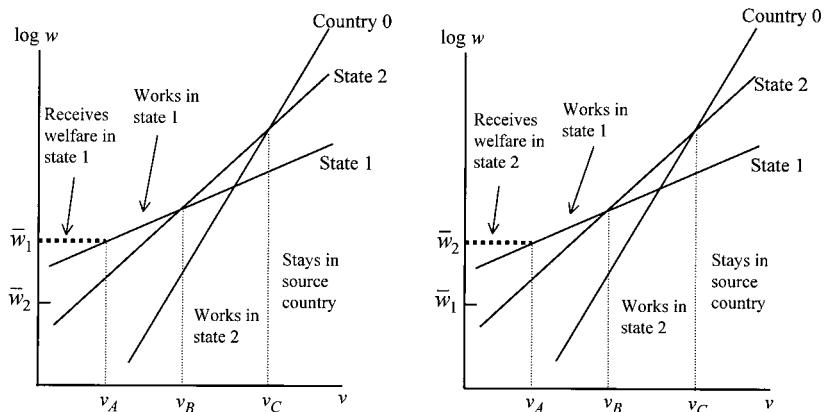 log w
Country 0
State 2
State 1
Works in
state 1
Receives
welfare in
state 1
w̅1
w̅2
Stays in
source
country
Works in
state 2
vA
vB
vC
v
log w
Country 0
State 2
State 1
Works in
state 1
Receives
welfare in
state 2
w̅2
w̅1
Stays in
source
country
Works in
state 2
vA
vB
vC
v